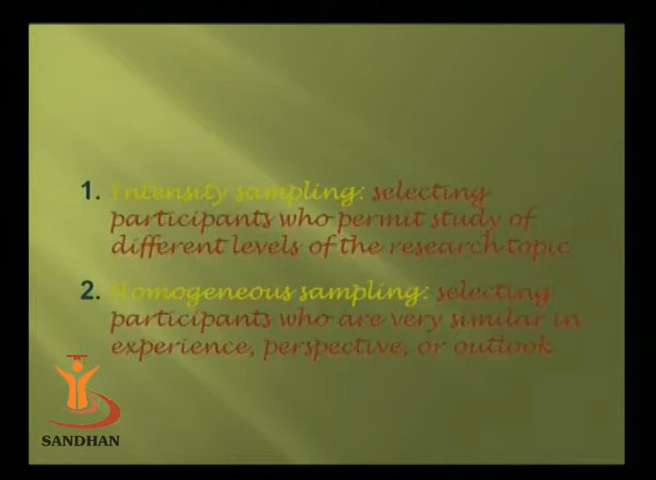 1. Intensity sampling: selecting
participants who permit study of
different levels of the research topic
2. Homogeneous sampling: selecting
participants who are very similar in
experience, perspective, or outlook
SANDHAN